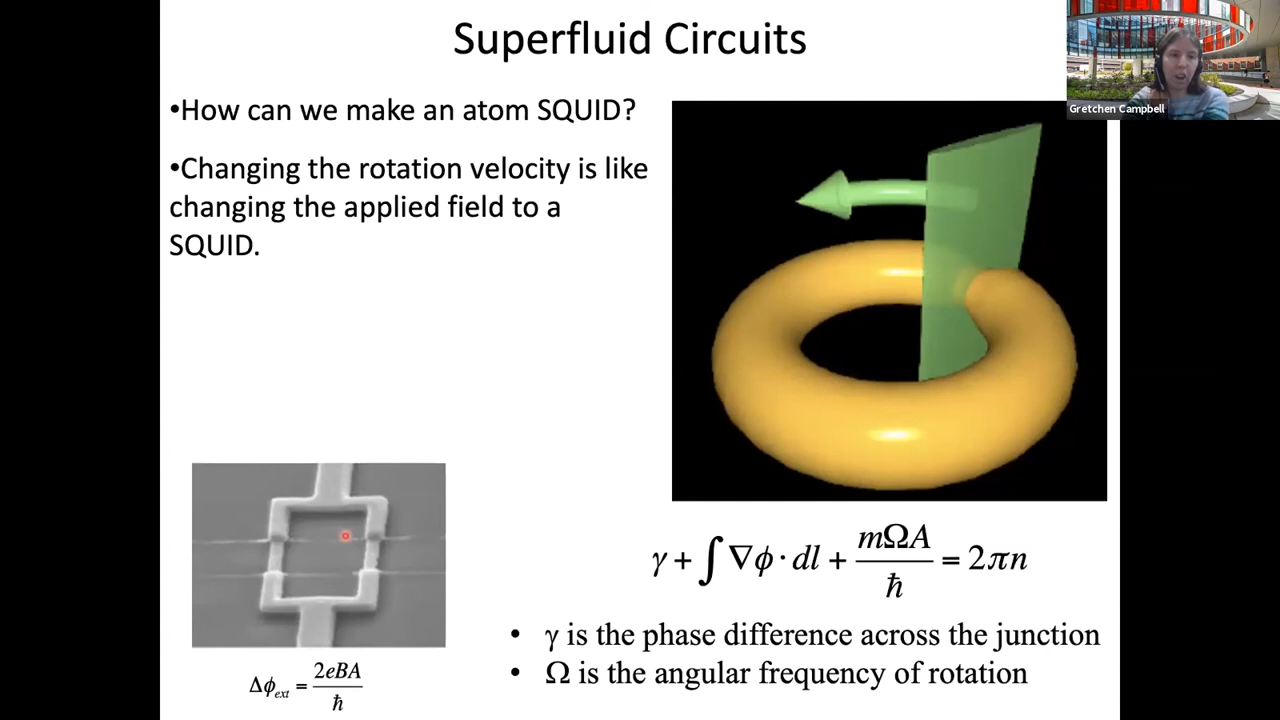 Superfluid Circuits
Gretchen Campbell
•How can we make an atom SQUID?
•Changing the rotation velocity is like
changing the applied field to a
SQUID.
γ + ∫ ∇ϕ · dl + mΩA / ħ = 2πn
• γ is the phase difference across the junction
• Ω is the angular frequency of rotation
Δϕ_ext = 2eBA / ħ